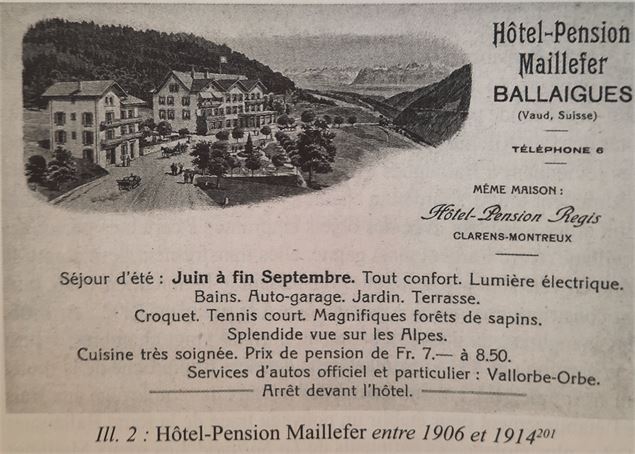 Hôtel-Pension
Maillefer
BALLAIGUES
(Vaud, Suisse)
TÉLÉPHONE 6
MÊME MAISON :
Hôtel-Pension Regis
CLARENS-MONTREUX
Séjour d'été : Juin à fin Septembre. Tout confort. Lumière électrique.
Bains. Auto-garage. Jardin. Terrasse.
Croquet. Tennis court. Magnifiques forêts de sapins.
Splendide vue sur les Alpes.
Cuisine très soignée. Prix de pension de Fr. 7.— à 8.50.
Services d'autos officiel et particulier : Vallorbe-Orbe.
Arrêt devant l'hôtel.
Ill. 2 : Hôtel-Pension Maillefer entre 1906 et 1914²⁰¹